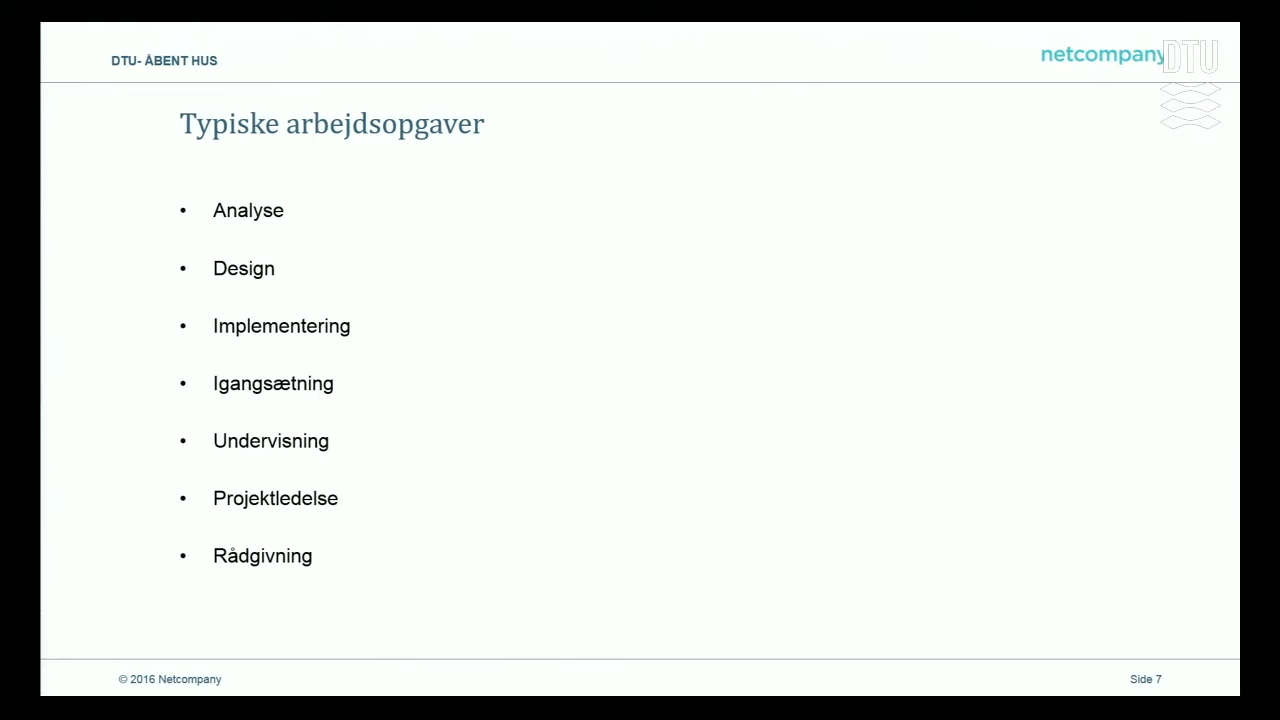 DTU- ÅBENT HUS
netcompany
DTU
Typiske arbejdsopgaver
• Analyse
• Design
• Implementering
• Igangsætning
• Undervisning
• Projektledelse
• Rådgivning
© 2016 Netcompany
Side 7